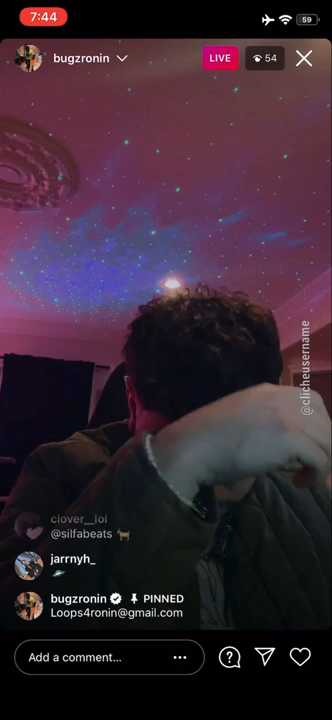 7:44
59
bugzronin
LIVE
54
@clicheusername
clover__lol
@silfabeats
jarrnyh_
bugzronin PINNED
Loops4ronin@gmail.com
Add a comment...